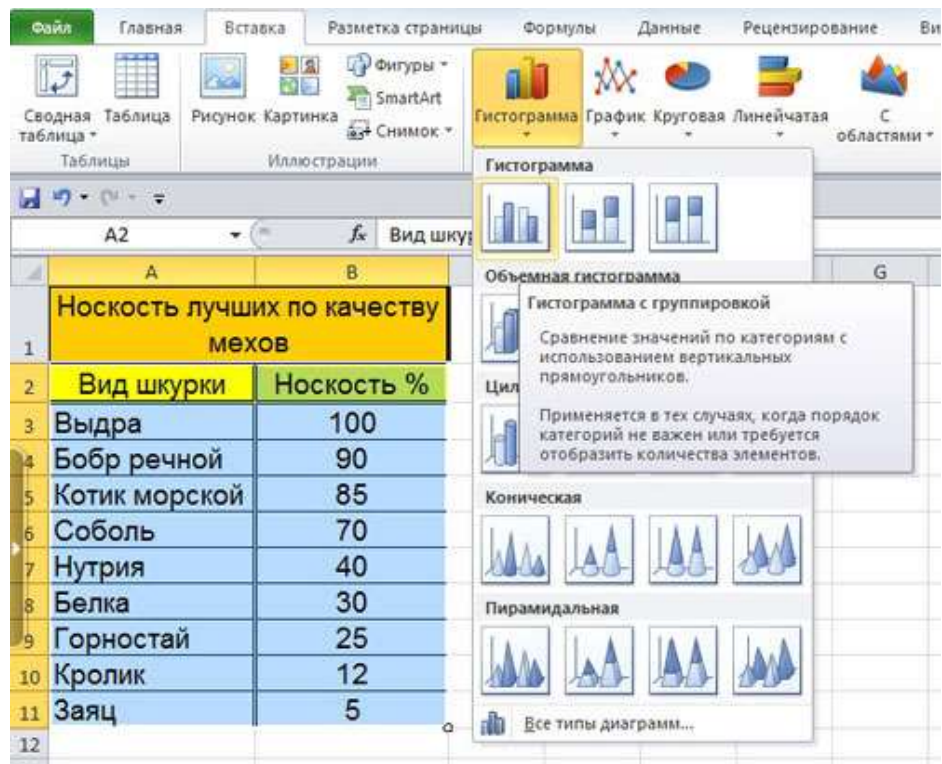 Файл Главная Вставка Разметка страницы Формулы Данные Рецензирование Ви
Сводная таблица Таблица Рисунок Картинка Фигуры SmartArt Снимок Гистограмма График Круговая Линейчатая С областями
Таблицы Иллюстрации
A2 fx Вид шку
A B G
1 Носкость лучших по качеству
мехов
2 Вид шкурки Носкость %
3 Выдра 100
4 Бобр речной 90
5 Котик морской 85
6 Соболь 70
7 Нутрия 40
8 Белка 30
9 Горностай 25
10 Кролик 12
11 Заяц 5
12
Гистограмма
Объемная гистограмма
Гистограмма с группировкой
Сравнение значений по категориям с
использованием вертикальных
прямоугольников.
Применяется в тех случаях, когда порядок
категорий не важен или требуется
отобразить количества элементов.
Цил
Коническая
Пирамидальная
Все типы диаграмм...